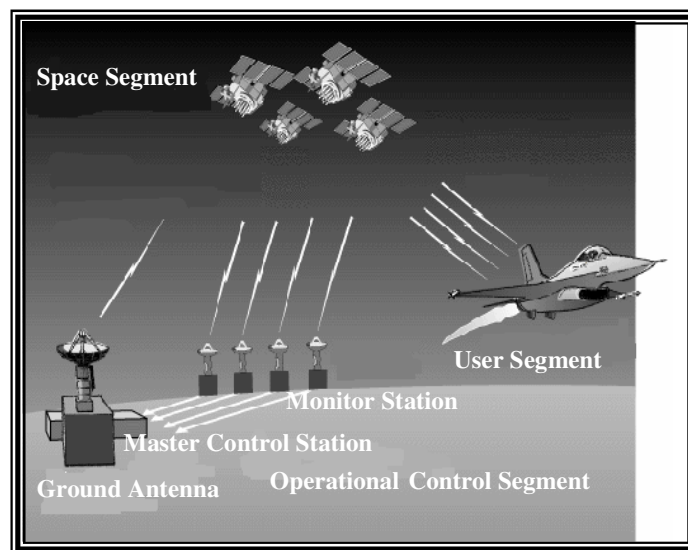 Space Segment
User Segment
Monitor Station
Master Control Station
Ground Antenna
Operational Control Segment